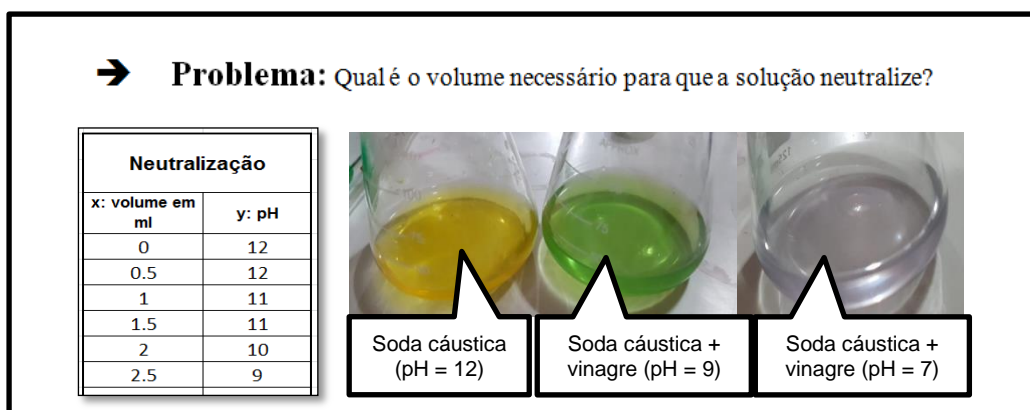 ➔ Problema: Qual é o volume necessário para que a solução neutralize?
Neutralização
x: volume em ml y: pH
0 12
0.5 12
1 11
1.5 11
2 10
2.5 9
Soda cáustica
(pH = 12)
Soda cáustica +
vinagre (pH = 9)
Soda cáustica +
vinagre (pH = 7)